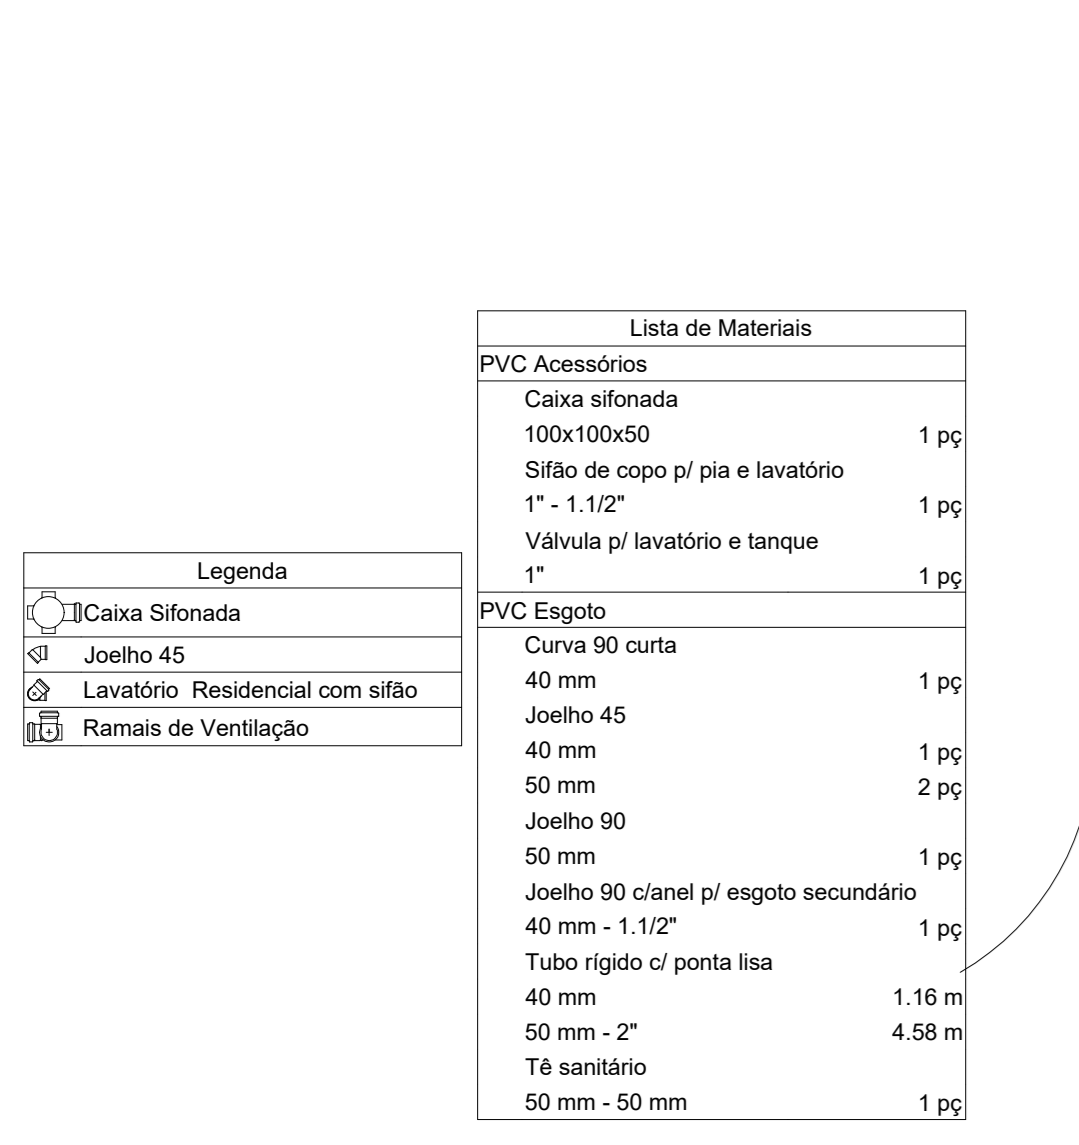 Lista de Materiais
PVC Acessórios
Caixa sifonada
100x100x50 1 pç
Sifão de copo p/ pia e lavatório
1" - 1.1/2" 1 pç
Válvula p/ lavatório e tanque
1" 1 pç
PVC Esgoto
Curva 90 curta
40 mm 1 pç
Joelho 45
40 mm 1 pç
50 mm 2 pç
Joelho 90
50 mm 1 pç
Joelho 90 c/anel p/ esgoto secundário
40 mm - 1.1/2" 1 pç
Tubo rígido c/ ponta lisa
40 mm 1.16 m
50 mm - 2" 4.58 m
Tê sanitário
50 mm - 50 mm 1 pç
Legenda
Caixa Sifonada
Joelho 45
Lavatório Residencial com sifão
Ramais de Ventilação